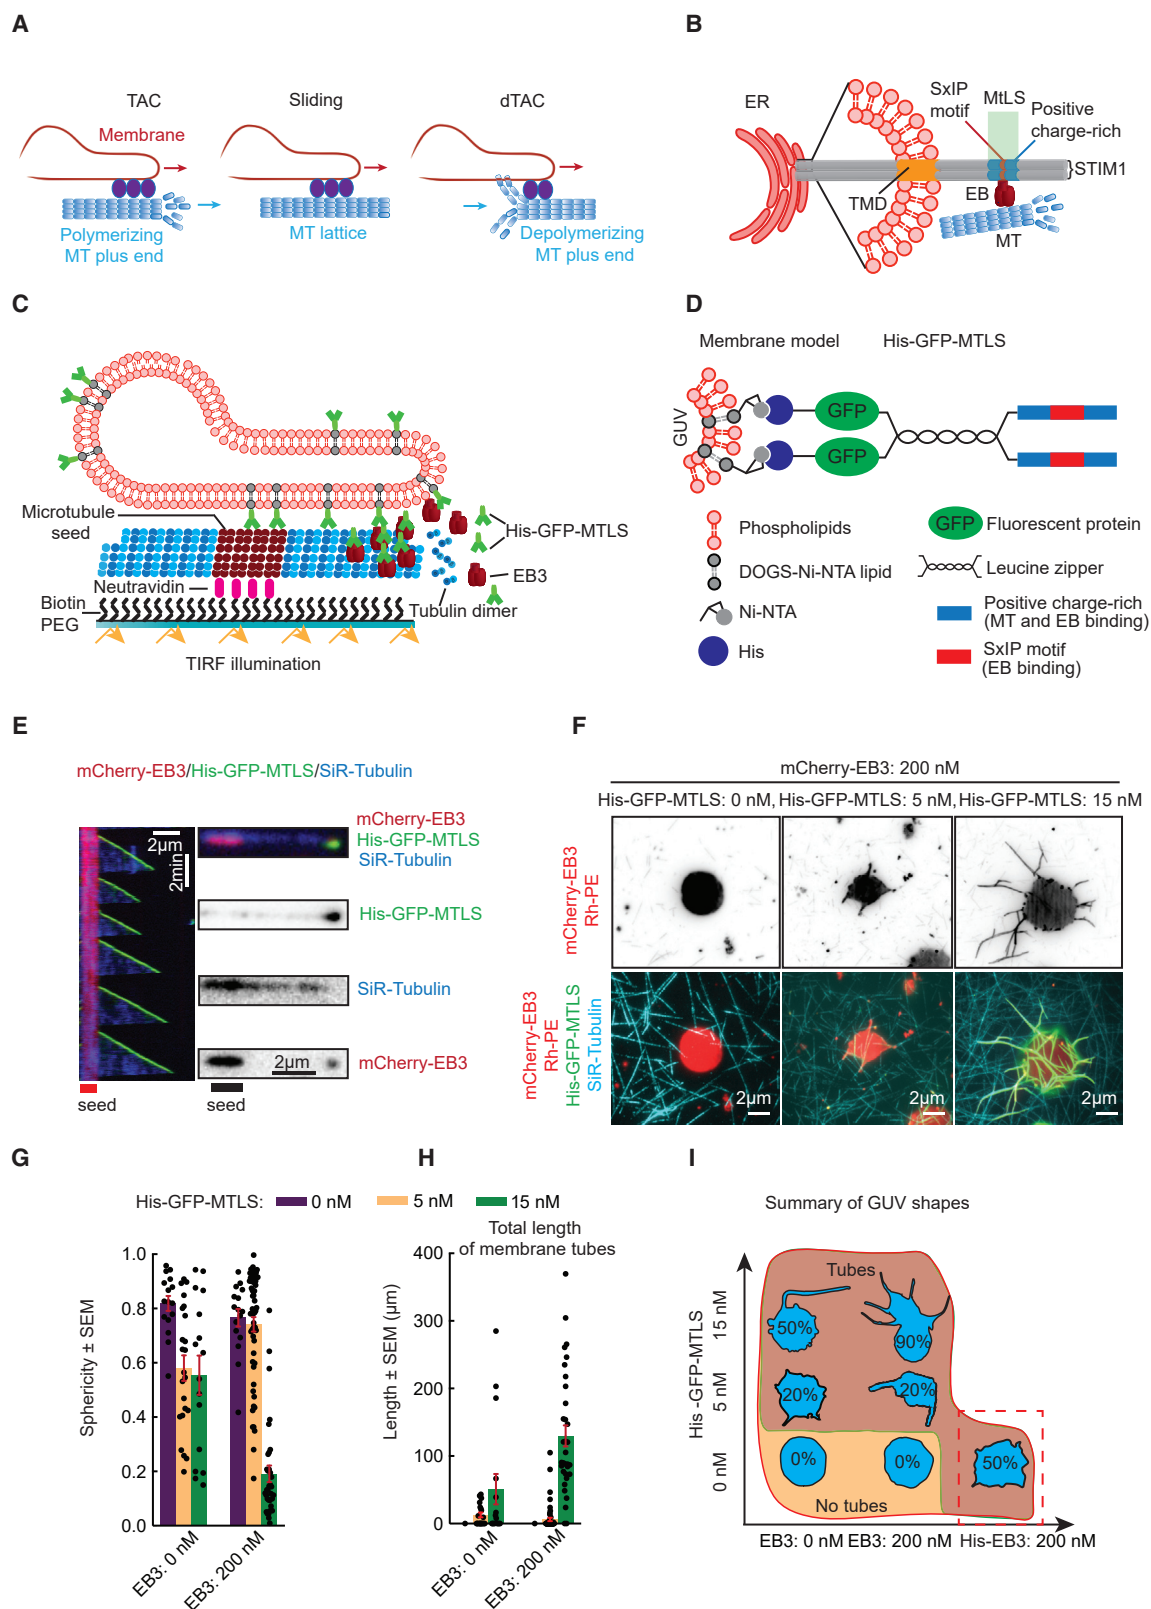 A
TAC
Sliding
dTAC
Membrane
Polymerizing
MT plus end
MT lattice
Depolymerizing
MT plus end
B
ER
SxIP
motif
MtLS
Positive
charge-rich
STIM1
TMD
EB
MT
C
Microtubule
seed
His-GFP-MTLS
EB3
Neutravidin
Biotin
PEG
Tubulin dimer
TIRF illumination
D
Membrane model
His-GFP-MTLS
GUV
GFP
GFP
Phospholipids
GFP
Fluorescent protein
DOGS-Ni-NTA lipid
Leucine zipper
Ni-NTA
Positive charge-rich
(MT and EB binding)
His
SxIP motif
(EB binding)
E
mCherry-EB3/His-GFP-MTLS/SiR-Tubulin
2µm
2min
mCherry-EB3
His-GFP-MTLS
SiR-Tubulin
His-GFP-MTLS
SiR-Tubulin
2µm
mCherry-EB3
seed
seed
F
mCherry-EB3: 200 nM
His-GFP-MTLS: 0 nM, His-GFP-MTLS: 5 nM, His-GFP-MTLS: 15 nM
mCherry-EB3
Rh-PE
mCherry-EB3
Rh-PE
His-GFP-MTLS
SiR-Tubulin
2µm
2µm
2µm
G
His-GFP-MTLS: 0 nM 5 nM 15 nM
Sphericity ± SEM
1.0
0.8
0.6
0.4
0.2
0.0
EB3: 0 nM
EB3: 200 nM
H
Total length
of membrane tubes
Length ± SEM (µm)
400
300
200
100
0
EB3: 0 nM
EB3: 200 nM
I
Summary of GUV shapes
His -GFP-MTLS
15 nM
5 nM
0 nM
Tubes
50%
90%
20%
20%
0%
0%
50%
No tubes
EB3: 0 nM EB3: 200 nM His-EB3: 200 nM